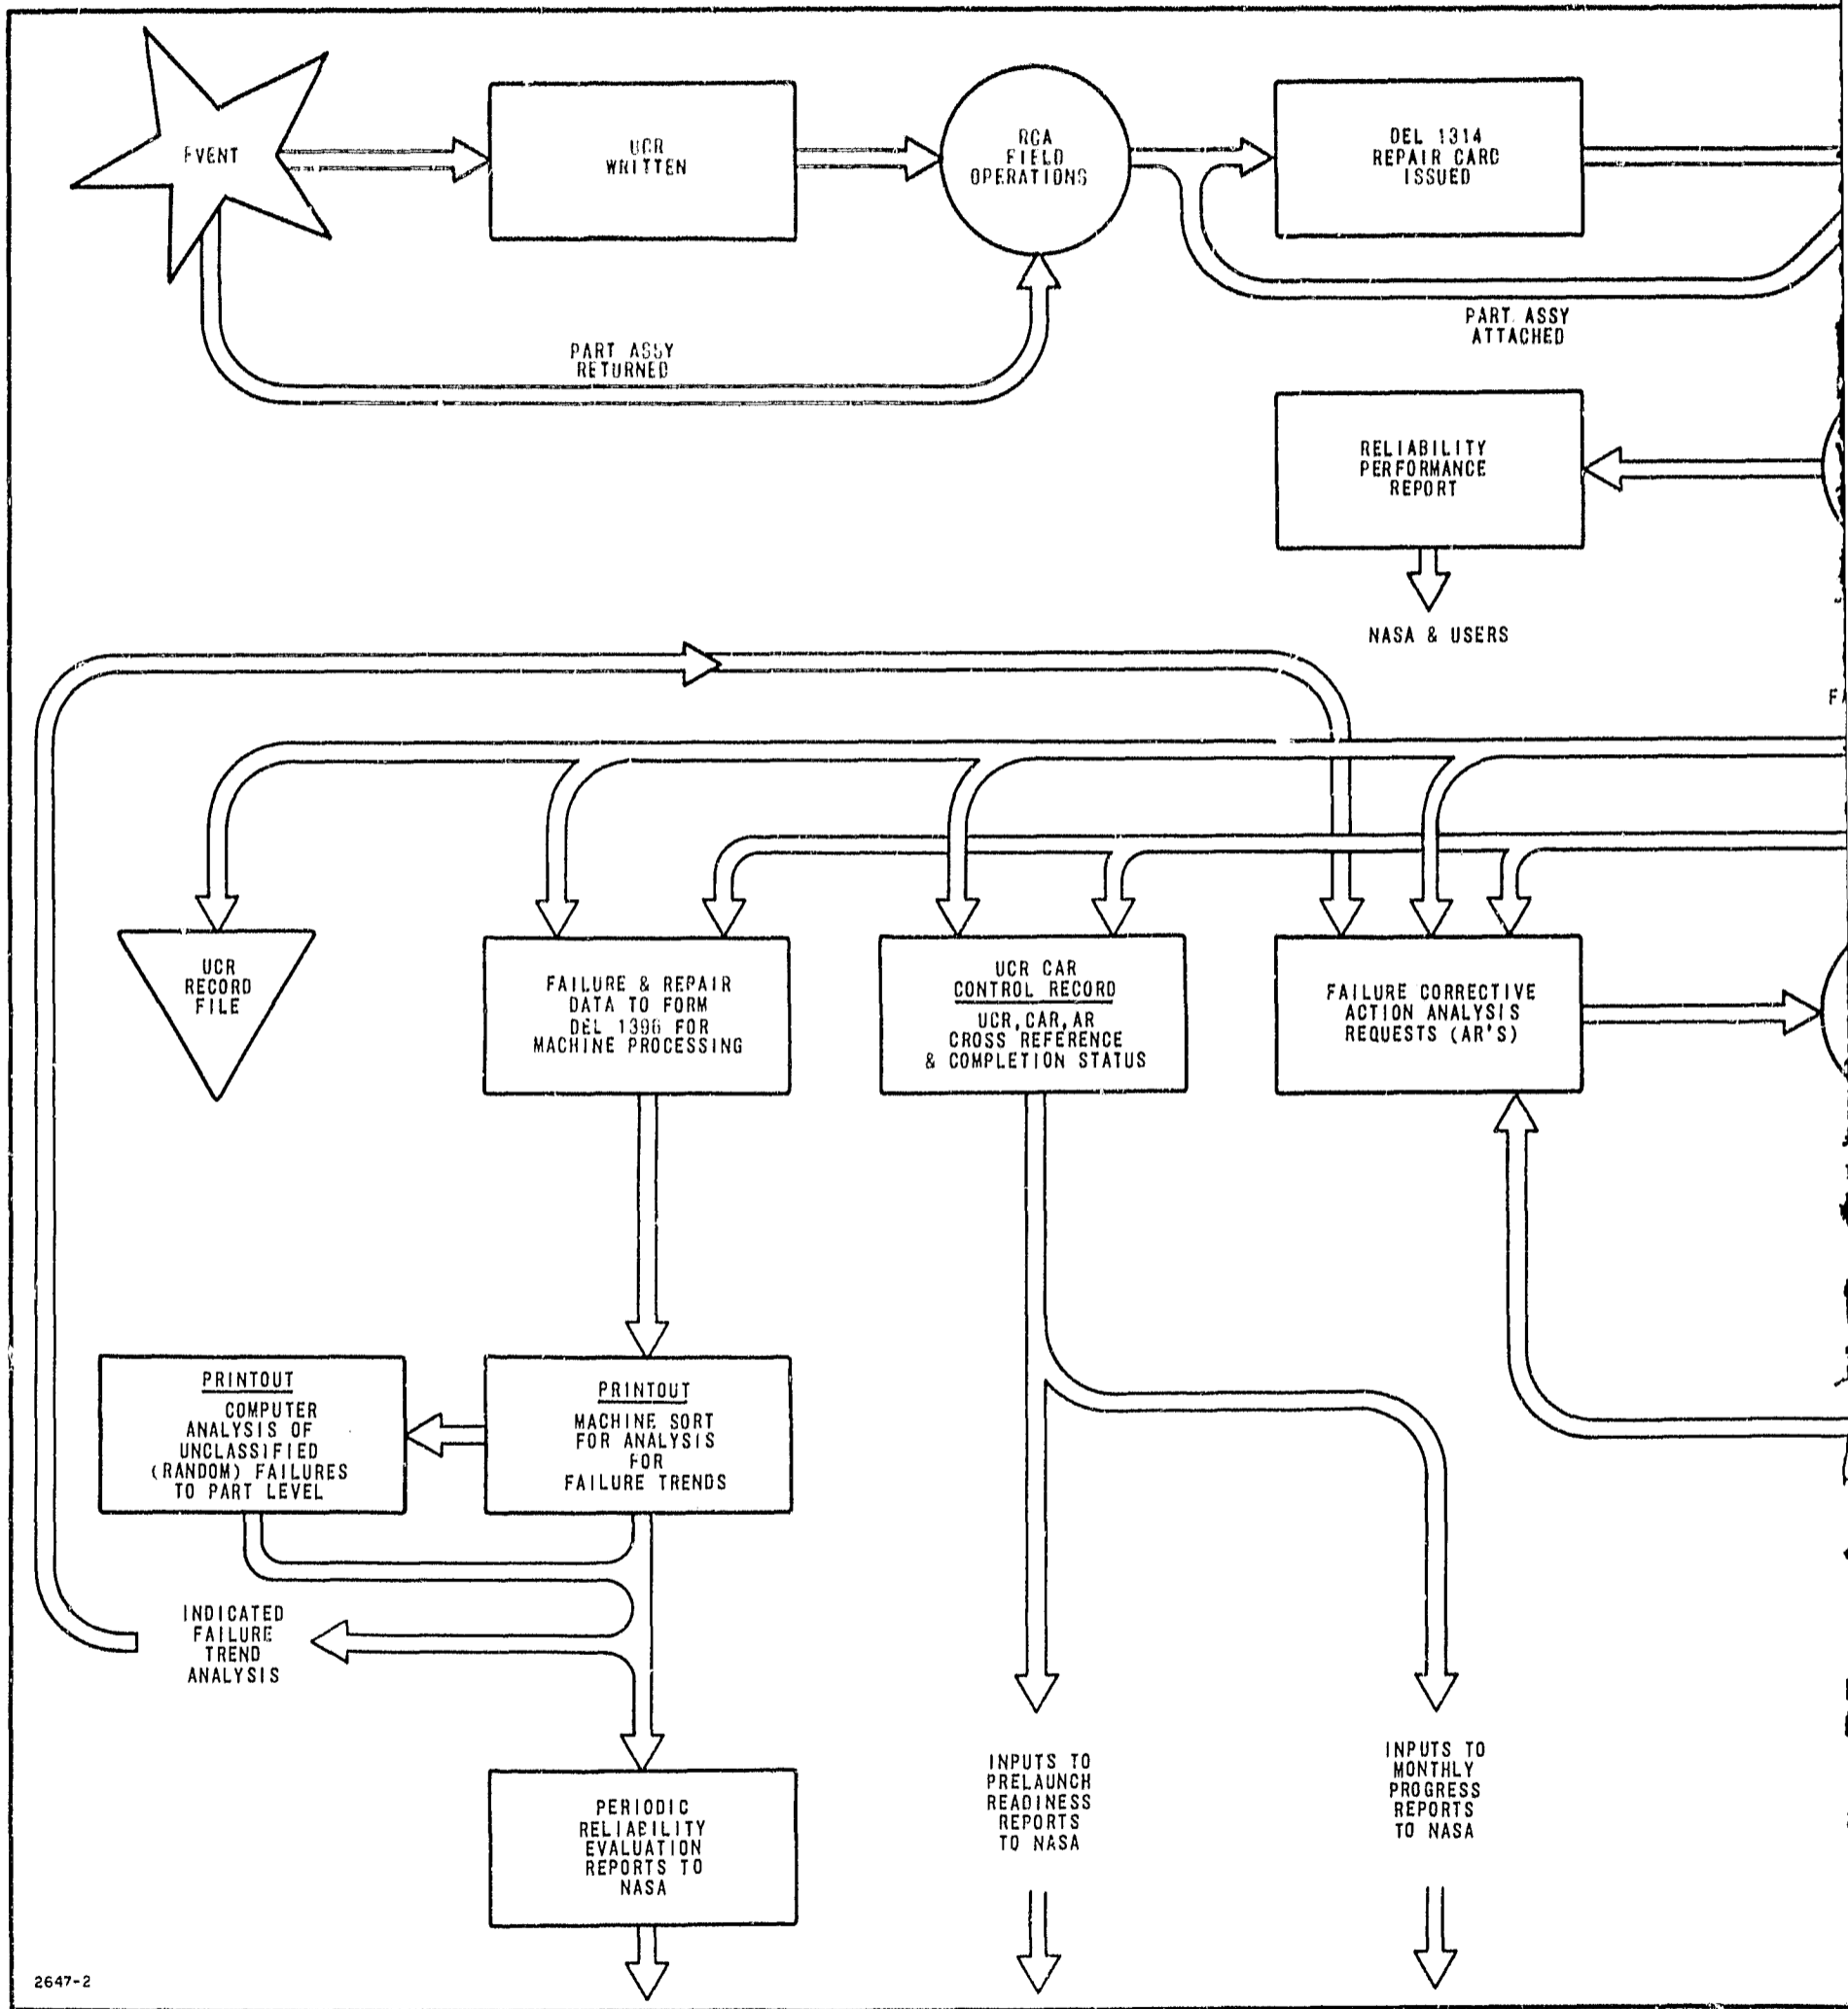 EVENT
UCR
WRITTEN
RCA
FIELD
OPERATIONS
DEL 1314
REPAIR CARD
ISSUED
PART ASSY
RETURNED
PART ASSY
ATTACHED
RELIABILITY
PERFORMANCE
REPORT
NASA & USERS
UCR
RECORD
FILE
FAILURE & REPAIR
DATA TO FORM
DEL 1396 FOR
MACHINE PROCESSING
UCR CAR
CONTROL RECORD
UCR, CAR, AR
CROSS REFERENCE
& COMPLETION STATUS
FAILURE CORRECTIVE
ACTION ANALYSIS
REQUESTS (AR'S)
PRINTOUT
COMPUTER
ANALYSIS OF
UNCLASSIFIED
(RANDOM) FAILURES
TO PART LEVEL
PRINTOUT
MACHINE SORT
FOR ANALYSIS
FOR
FAILURE TRENDS
INDICATED
FAILURE
TREND
ANALYSIS
PERIODIC
RELIABILITY
EVALUATION
REPORTS TO
NASA
INPUTS TO
PRELAUNCH
READINESS
REPORTS
TO NASA
INPUTS TO
MONTHLY
PROGRESS
REPORTS
TO NASA
2647-2